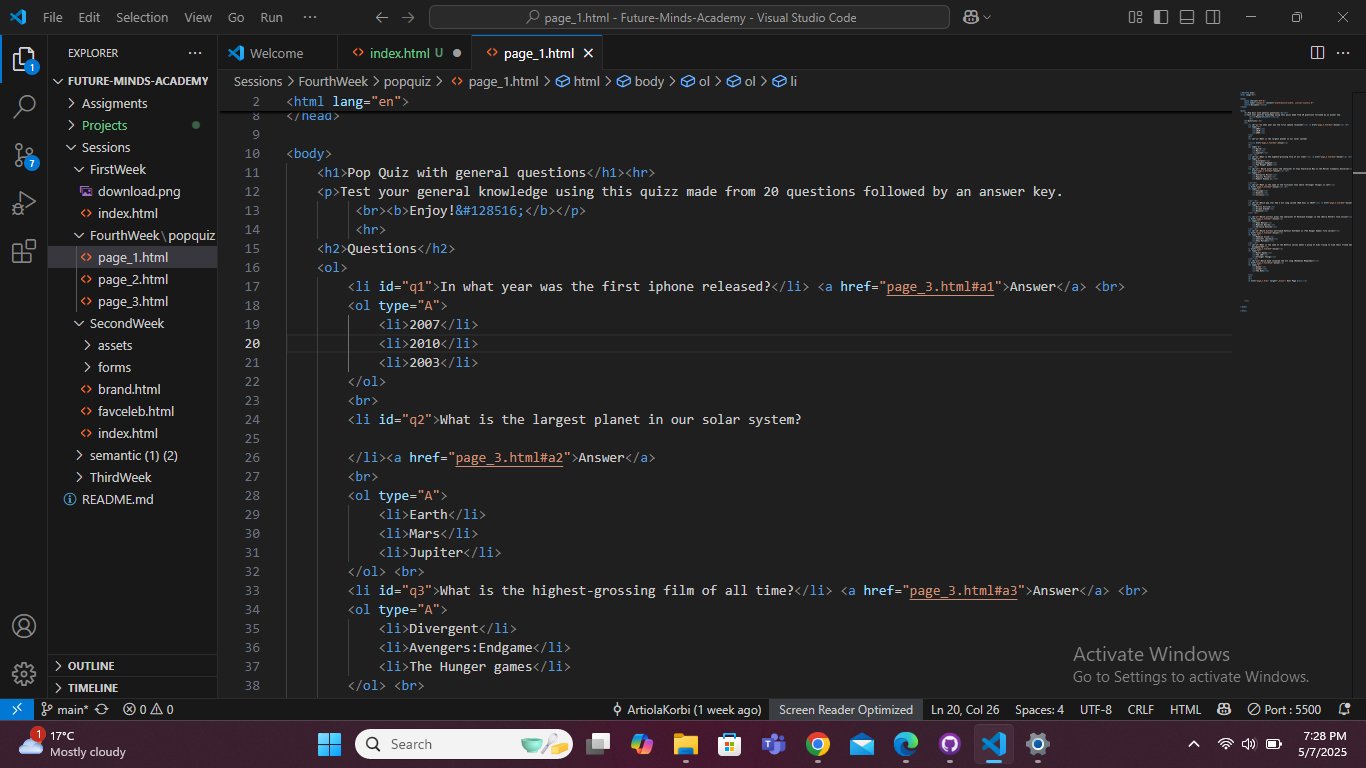 File Edit Selection View Go Run ···
page_1.html - Future-Minds-Academy - Visual Studio Code
EXPLORER ···
Welcome
index.html U
page_1.html
FUTURE-MINDS-ACADEMY
Assigments
Projects
Sessions
FirstWeek
download.png
index.html
FourthWeek\popquiz
page_1.html
page_2.html
page_3.html
SecondWeek
assets
forms
brand.html
favceleb.html
index.html
semantic (1) (2)
ThirdWeek
README.md
OUTLINE
TIMELINE
1
7
Sessions > FourthWeek > popquiz > page_1.html > html > body > ol > ol > li
2 <html lang="en">
8 </head>
9
10 <body>
11 <h1>Pop Quiz with general questions</h1><hr>
12 <p>Test your general knowledge using this quizz made from 20 questions followed by an answer key.
13 <br><b>Enjoy!&#128516;</b></p>
14 <hr>
15 <h2>Questions</h2>
16 <ol>
17 <li id="q1">In what year was the first iphone released?</li> <a href="page_3.html#a1">Answer</a> <br>
18 <ol type="A">
19 <li>2007</li>
20 <li>2010</li>
21 <li>2003</li>
22 </ol>
23 <br>
24 <li id="q2">What is the largest planet in our solar system?
25
26 </li><a href="page_3.html#a2">Answer</a>
27 <br>
28 <ol type="A">
29 <li>Earth</li>
30 <li>Mars</li>
31 <li>Jupiter</li>
32 </ol> <br>
33 <li id="q3">What is the highest-grossing film of all time?</li> <a href="page_3.html#a3">Answer</a> <br>
34 <ol type="A">
35 <li>Divergent</li>
36 <li>Avengers:Endgame</li>
37 <li>The Hunger games</li>
38 </ol> <br>
Activate Windows
Go to Settings to activate Windows.
main* 0 0 ArtiolaKorbi (1 week ago) Screen Reader Optimized Ln 20, Col 26 Spaces: 4 UTF-8 CRLF HTML Port : 5500
1
17°C
Mostly cloudy
Search
7:28 PM
5/7/2025